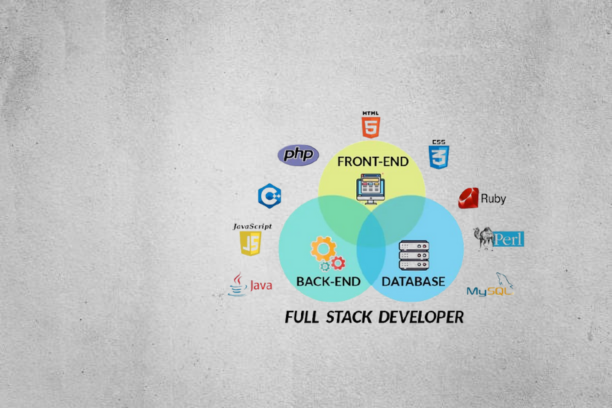 HTML
5
CSS
3
php
FRONT-END
C+
Ruby
JavaScript
JS
Perl
BACK-END
DATABASE
Java
MySQL
FULL STACK DEVELOPER